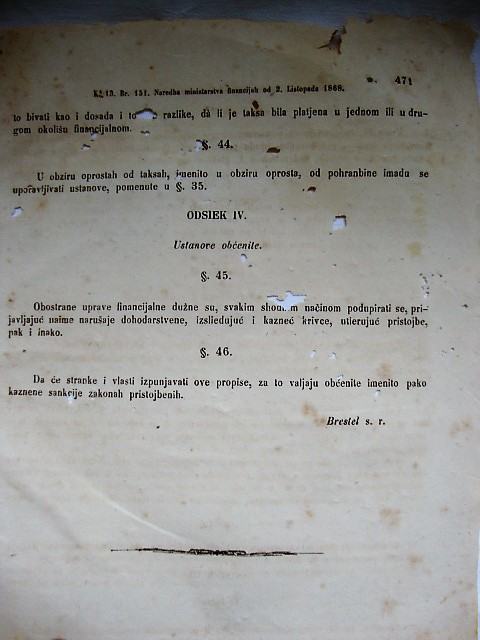 471
Br. 151. Naredba ministarstva financijah od 2. Listopada 1868.
to bivati kao i dosada i to razlike, da li je taksa bila platjena u jednom ili u dru-
gom okolišu financijalnom.
§. 44.
U obziru oprostah od taksah, imenito u obziru oprosta, od pohranbine imadu se
uporavljivati ustanove, pomenute u §. 35.
ODSIEK IV.
Ustanove obćenite.
§. 45.
Obostrane uprave financijalne dužne su, svakim načinom podupirati se, pri-
javljajuć naime narušaje dohodarstvene, izsliedujuć i kazneć krivce, utierujuć pristojbe,
pak i inako.
§. 46.
Da će stranke i vlasti izpunjavati ove propise, za to valjaju obćenite imenito pako
kaznene sankcije zakonah pristojbenih.
Brestel s. r.